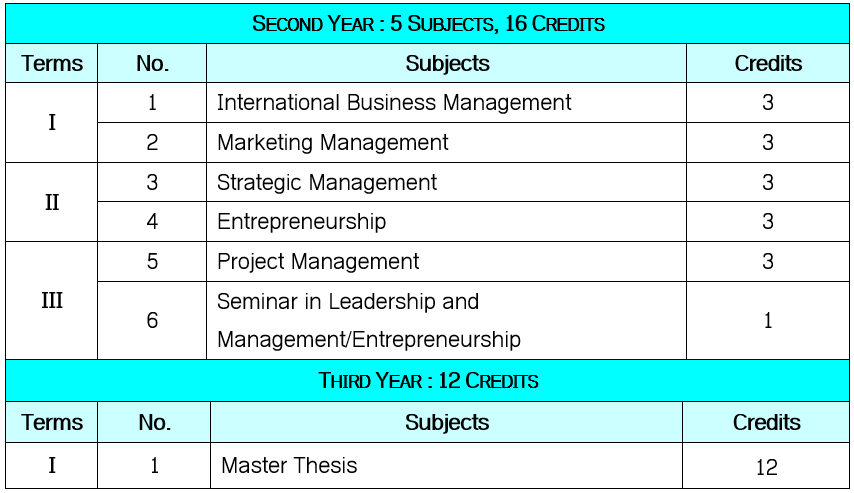 SECOND YEAR : 5 SUBJECTS, 16 CREDITS
Terms No. Subjects Credits
I 1 International Business Management 3
2 Marketing Management 3
II 3 Strategic Management 3
4 Entrepreneurship 3
III 5 Project Management 3
6 Seminar in Leadership and
Management/Entrepreneurship 1
THIRD YEAR : 12 CREDITS
Terms No. Subjects Credits
I 1 Master Thesis 12